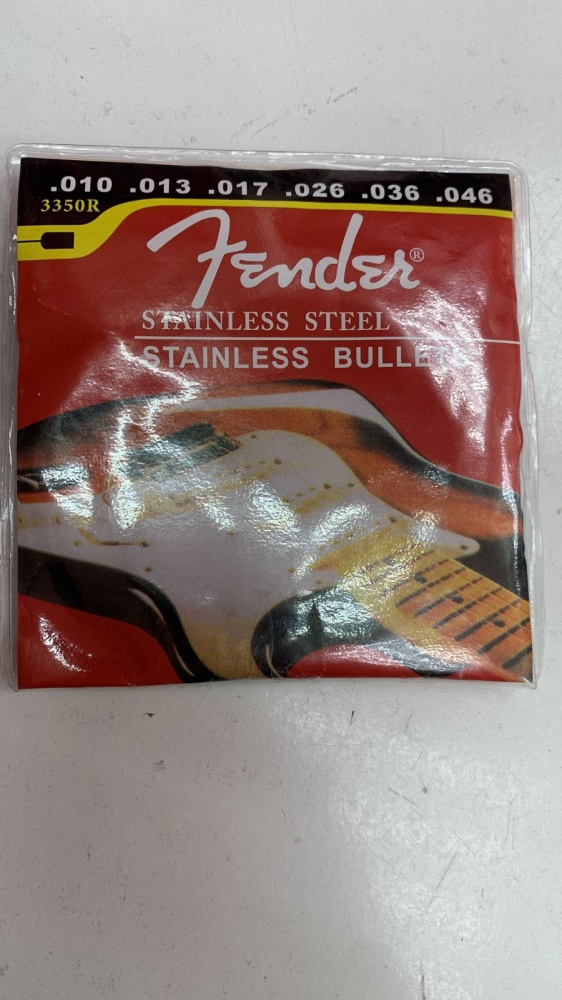 .010 .013 .017 .026 .036 .046
3350R
Fender®
STAINLESS STEEL
STAINLESS BULLETS